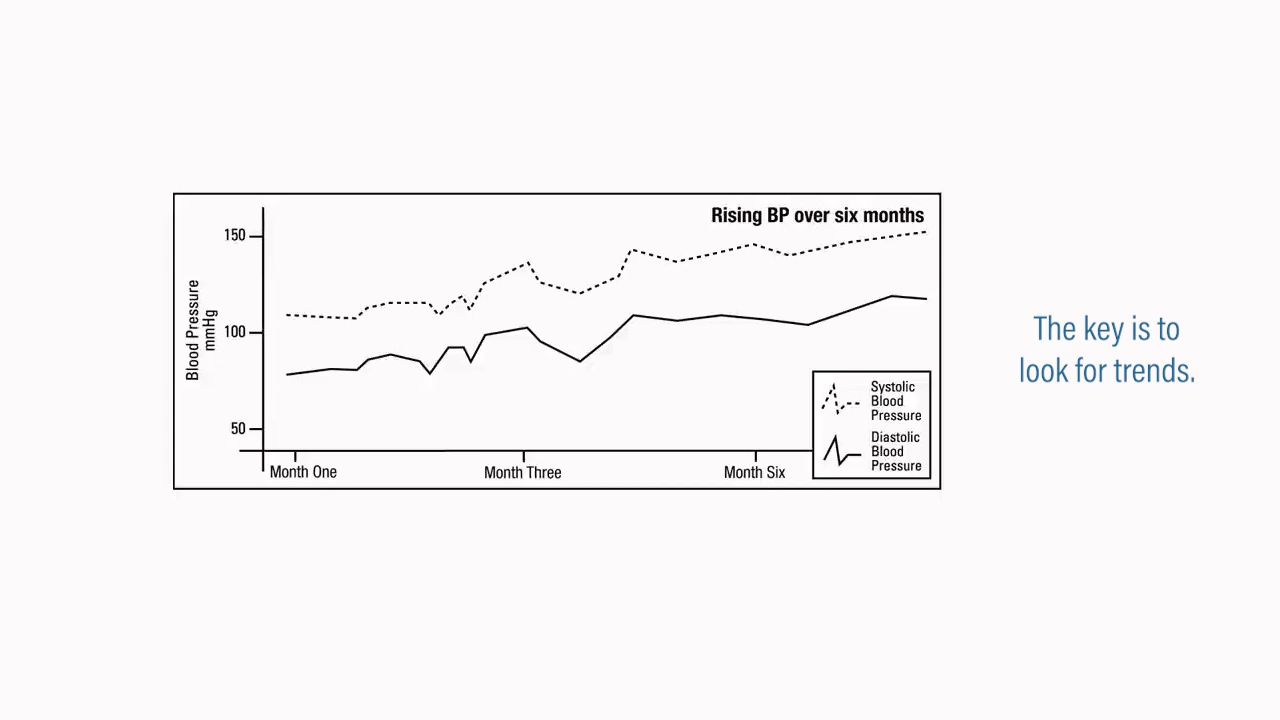 Rising BP over six months
150
100
50
Blood Pressure
mmHg
Month One
Month Three
Month Six
Systolic
Blood
Pressure
Diastolic
Blood
Pressure
The key is to
look for trends.